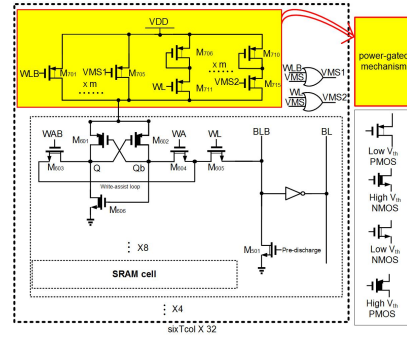 VDD
M706
M710
WLB
M701
VMS1
M705
x m
......
x m
......
WL
M711
VMS2
M715
WLB
VMS
VMS1
WL
VMS
VMS2
power-gated
mechanism
WAB
M601
M602
WA
WL
BLB
BL
M603
Q
Qb
M604
M605
Write-assist loop
M606
X8
M501
Pre-discharge
SRAM cell
X4
sixTcol X 32
Low Vth
PMOS
High Vth
NMOS
Low Vth
NMOS
High Vth
PMOS